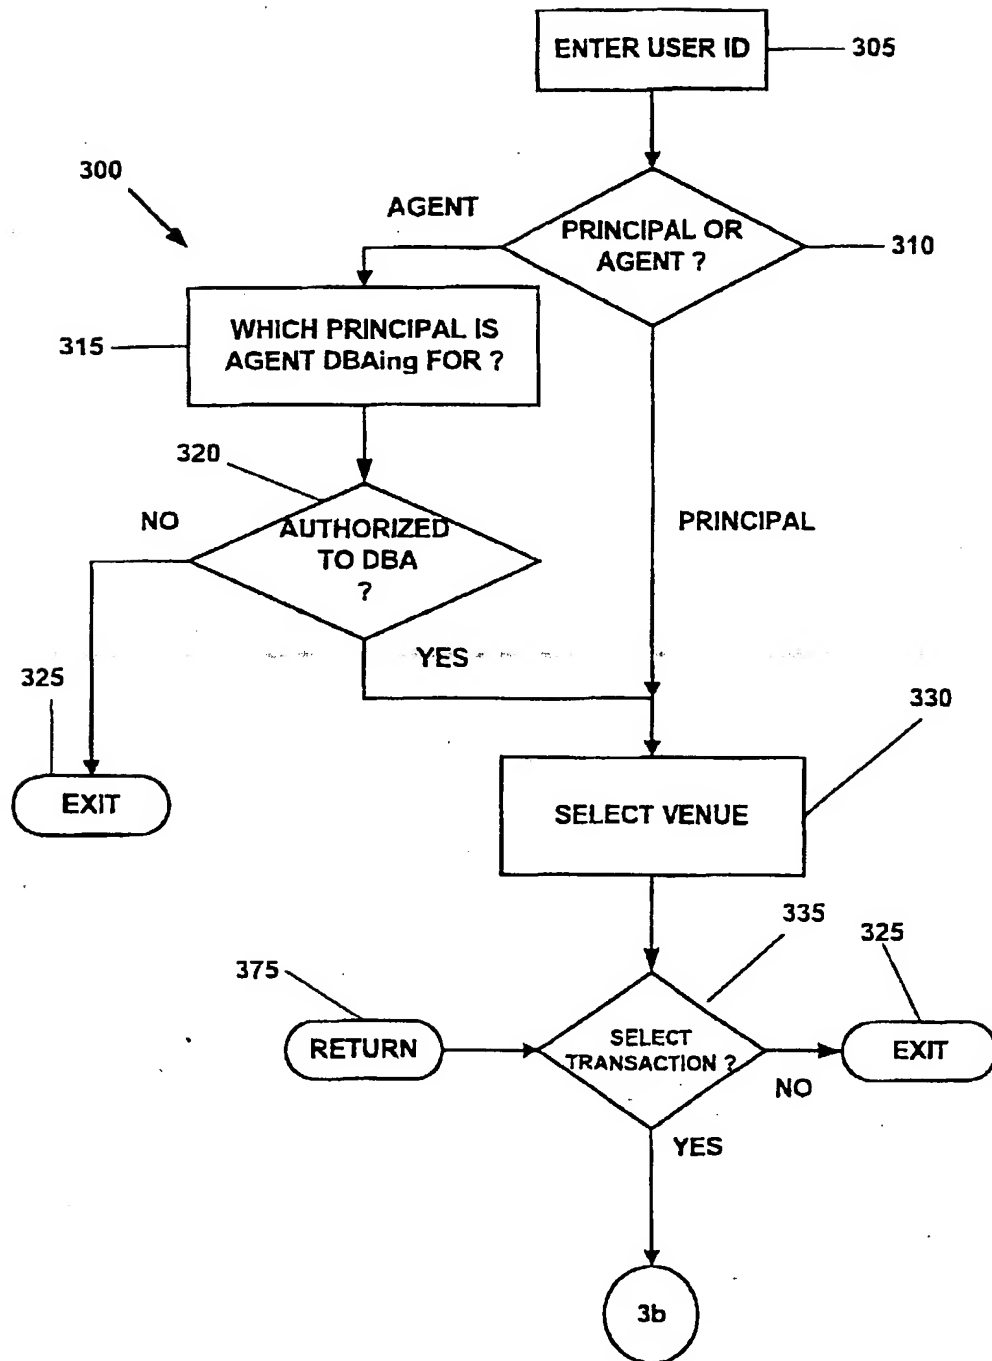 ENTER USER ID
305
300
AGENT
PRINCIPAL OR
AGENT ?
310
315
WHICH PRINCIPAL IS
AGENT DBAing FOR ?
320
NO
AUTHORIZED
TO DBA
?
PRINCIPAL
YES
325
EXIT
330
SELECT VENUE
335
325
375
RETURN
SELECT
TRANSACTION ?
EXIT
NO
YES
3b